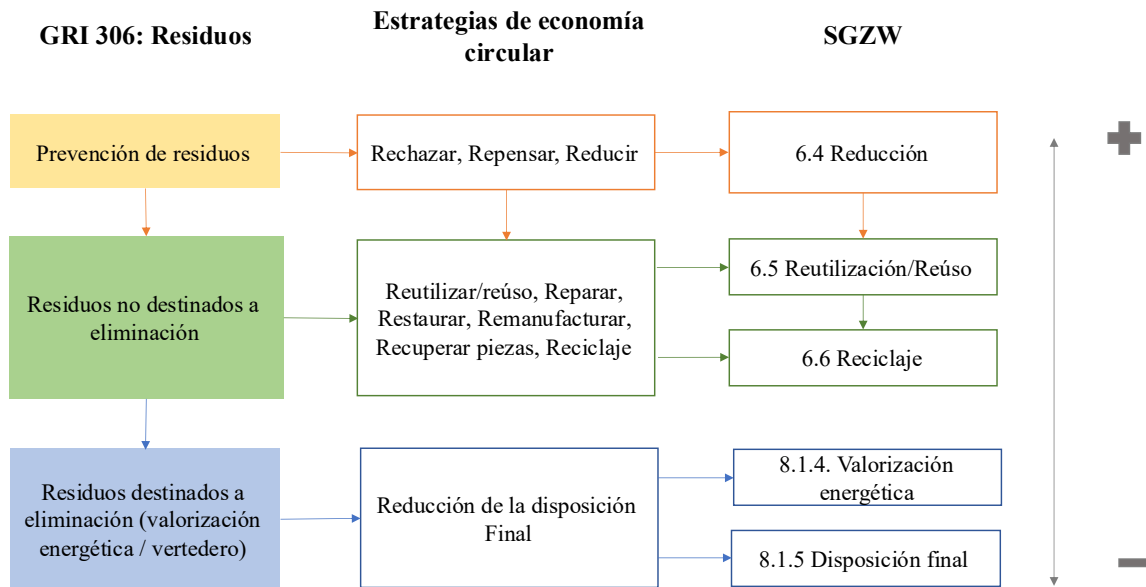 GRI 306: Residuos
Estrategias de economía
circular
SGZW
Prevención de residuos
Rechazar, Repensar, Reducir
6.4 Reducción
Residuos no destinados a
eliminación
Reutilizar/reúso, Reparar,
Restaurar, Remanufacturar,
Recuperar piezas, Reciclaje
6.5 Reutilización/Reúso
6.6 Reciclaje
Residuos destinados a
eliminación (valorización
energética / vertedero)
Reducción de la disposición
Final
8.1.4. Valorización
energética
8.1.5 Disposición final